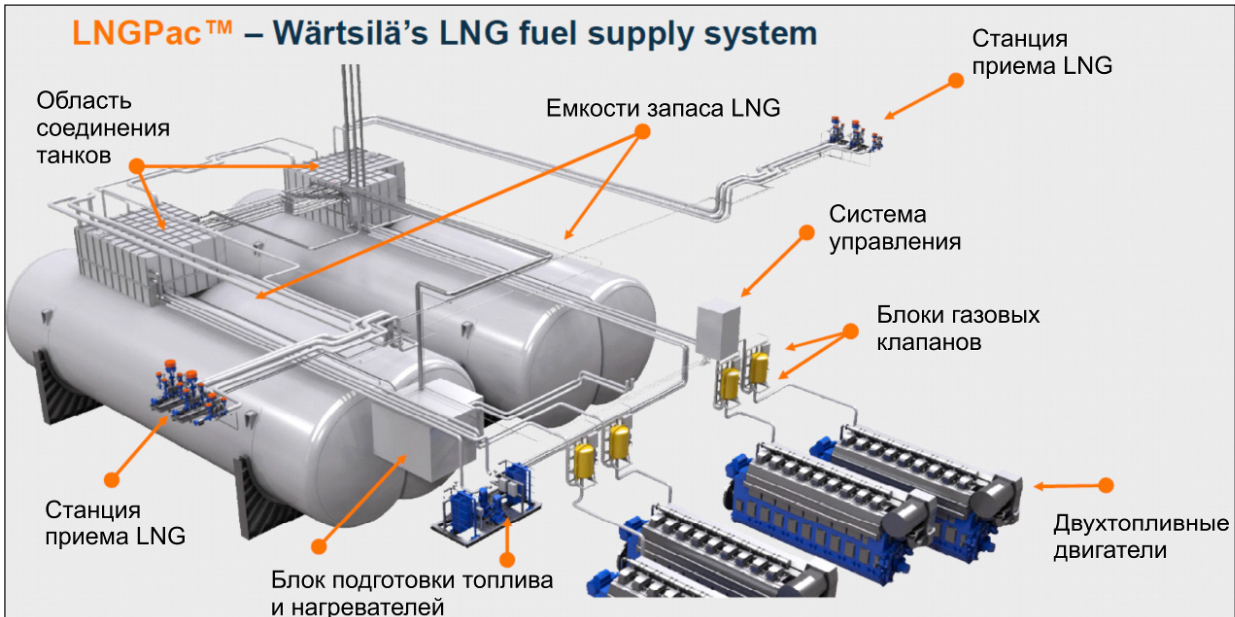 LNGPac™ – Wärtsilä's LNG fuel supply system
Станция
приема LNG
Область
соединения
танков
Емкости запаса LNG
Система
управления
Блоки газовых
клапанов
Станция
приема LNG
Двухтопливные
двигатели
Блок подготовки топлива
и нагревателей